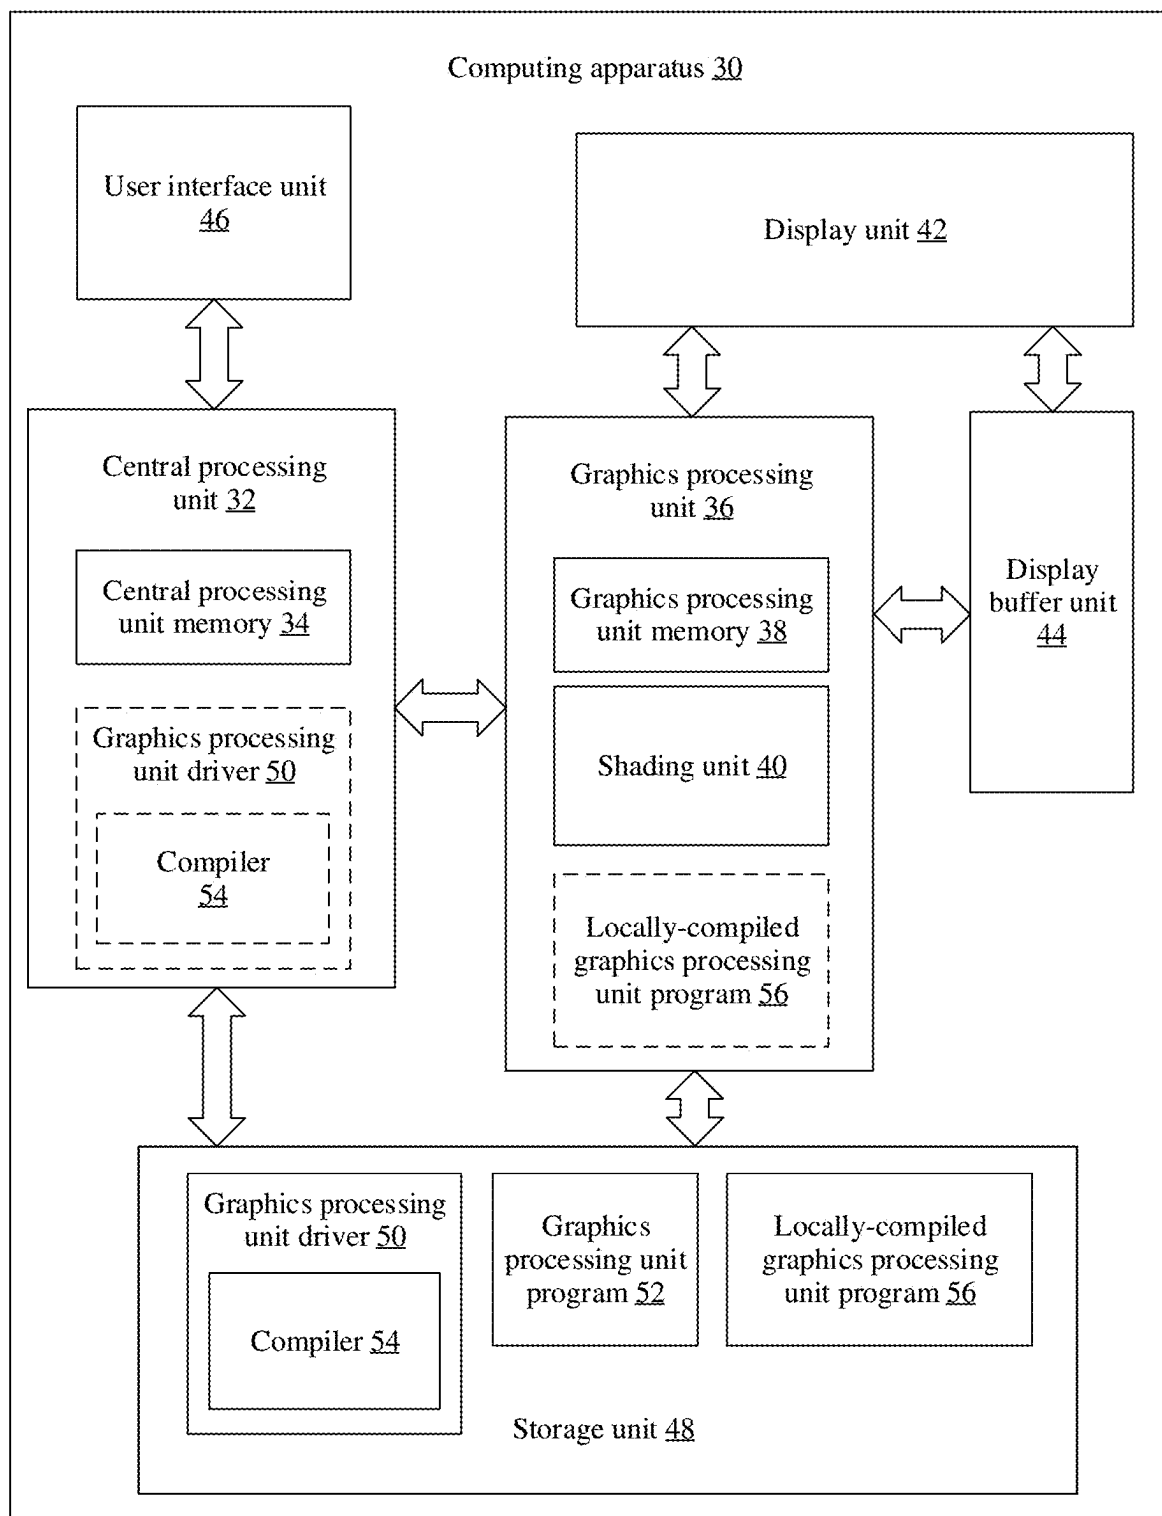 Computing apparatus 30
User interface unit
46
Display unit 42
Central processing
unit 32
Central processing
unit memory 34
Graphics processing
unit driver 50
Compiler
54
Graphics processing
unit 36
Graphics processing
unit memory 38
Shading unit 40
Locally-compiled
graphics processing
unit program 56
Display
buffer unit
44
Graphics processing
unit driver 50
Compiler 54
Graphics
processing unit
program 52
Locally-compiled
graphics processing
unit program 56
Storage unit 48